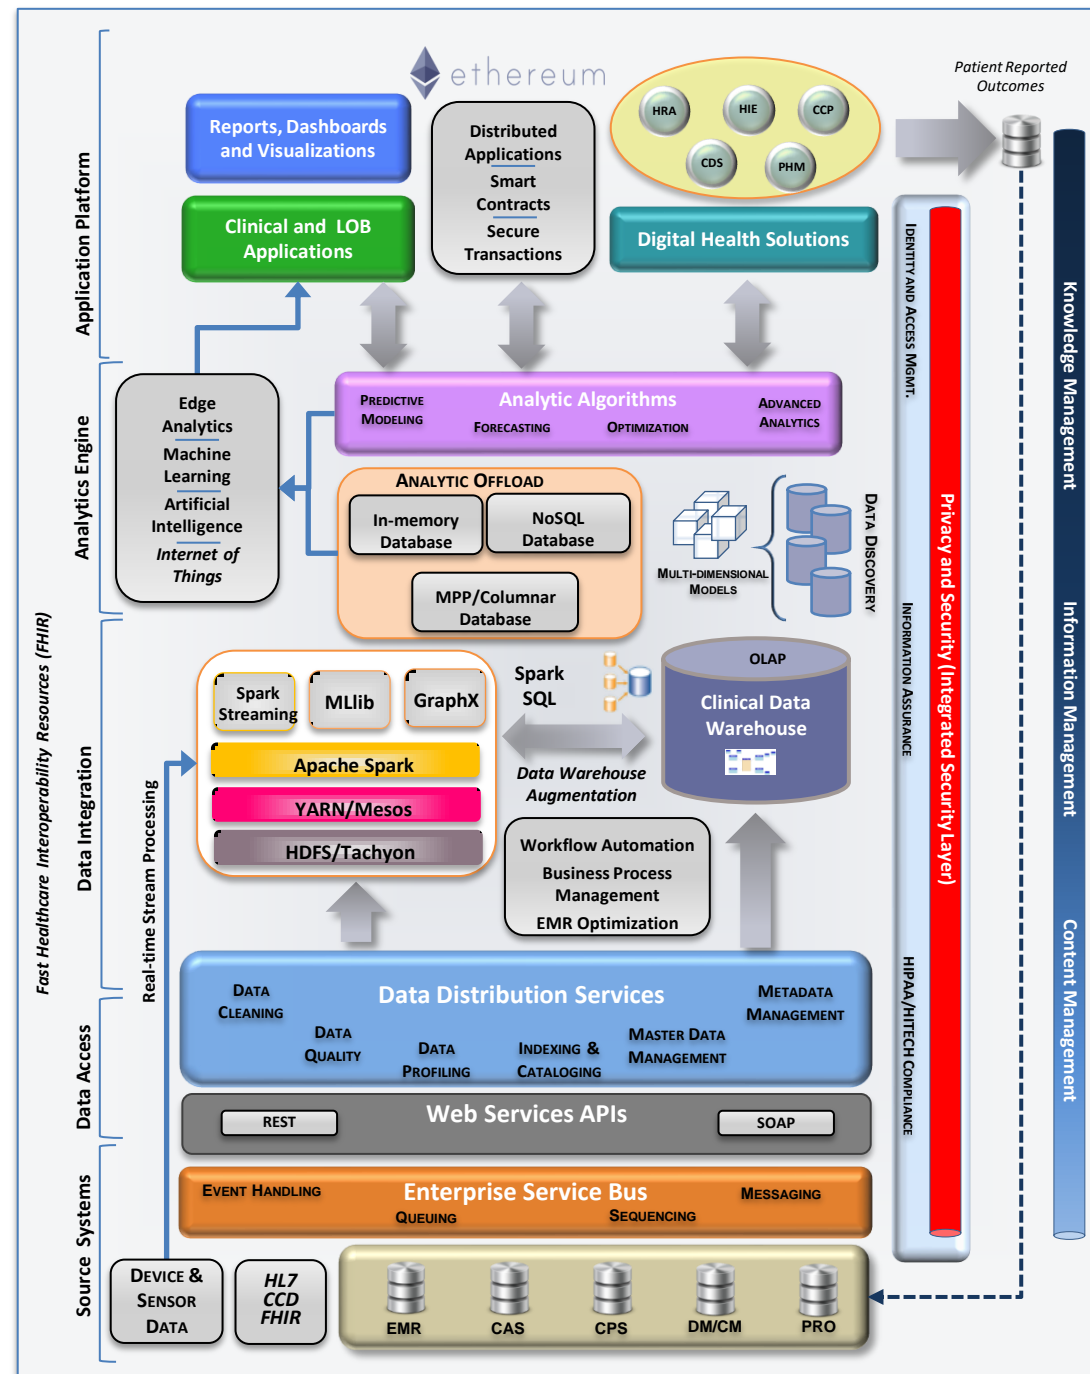 ethereum
Patient Reported
Outcomes
Reports, Dashboards
and Visualizations
Distributed
Applications
Smart
Contracts
Secure
Transactions
HRA
HIE
CCP
CDS
PHM
Clinical and LOB
Applications
Digital Health Solutions
Application Platform
Analytics Engine
Edge
Analytics
Machine
Learning
Artificial
Intelligence
Internet of
Things
Analytic Algorithms
PREDICTIVE
MODELING
FORECASTING
OPTIMIZATION
ADVANCED
ANALYTICS
ANALYTIC OFFLOAD
In-memory
Database
NoSQL
Database
MPP/Columnar
Database
MULTI-DIMENSIONAL
MODELS
DATA DISCOVERY
Fast Healthcare Interoperability Resources (FHIR)
Data Integration
Real-time Stream Processing
Spark
Streaming
MLlib
GraphX
Apache Spark
YARN/Mesos
HDFS/Tachyon
Spark
SQL
Data Warehouse
Augmentation
OLAP
Clinical Data
Warehouse
Workflow Automation
Business Process
Management
EMR Optimization
Data Access
Data Distribution Services
DATA
CLEANING
DATA
QUALITY
DATA
PROFILING
INDEXING &
CATALOGING
MASTER DATA
MANAGEMENT
METADATA
MANAGEMENT
Web Services APIs
REST
SOAP
Source Systems
Enterprise Service Bus
EVENT HANDLING
QUEUING
SEQUENCING
MESSAGING
DEVICE &
SENSOR
DATA
HL7
CCD
FHIR
EMR
CAS
CPS
DM/CM
PRO
IDENTITY AND ACCESS MGMT.
INFORMATION ASSURANCE
HIPAA/HITECH COMPLIANCE
Privacy and Security (Integrated Security Layer)
Knowledge Management
Information Management
Content Management